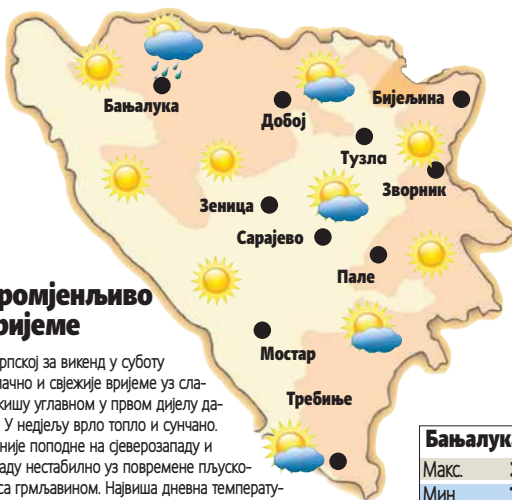 Бањалука
Добој
Бијељина
Тузла
Зворник
Зеница
Сарајево
Пале
Мостар
Требиње
ромјенљиво
ријеме
рпској за викенд у суботу
лачно и свјежије вријеме уз сла-
кишу углавном у првом дијелу да-
У недјељу врло топло и сунчано.
није поподне на сјеверозападу и
аду нестабилно уз повремене пљуско-
са грмљавином. Највиша дневна температу-
Бањалука
Макс.
Мин